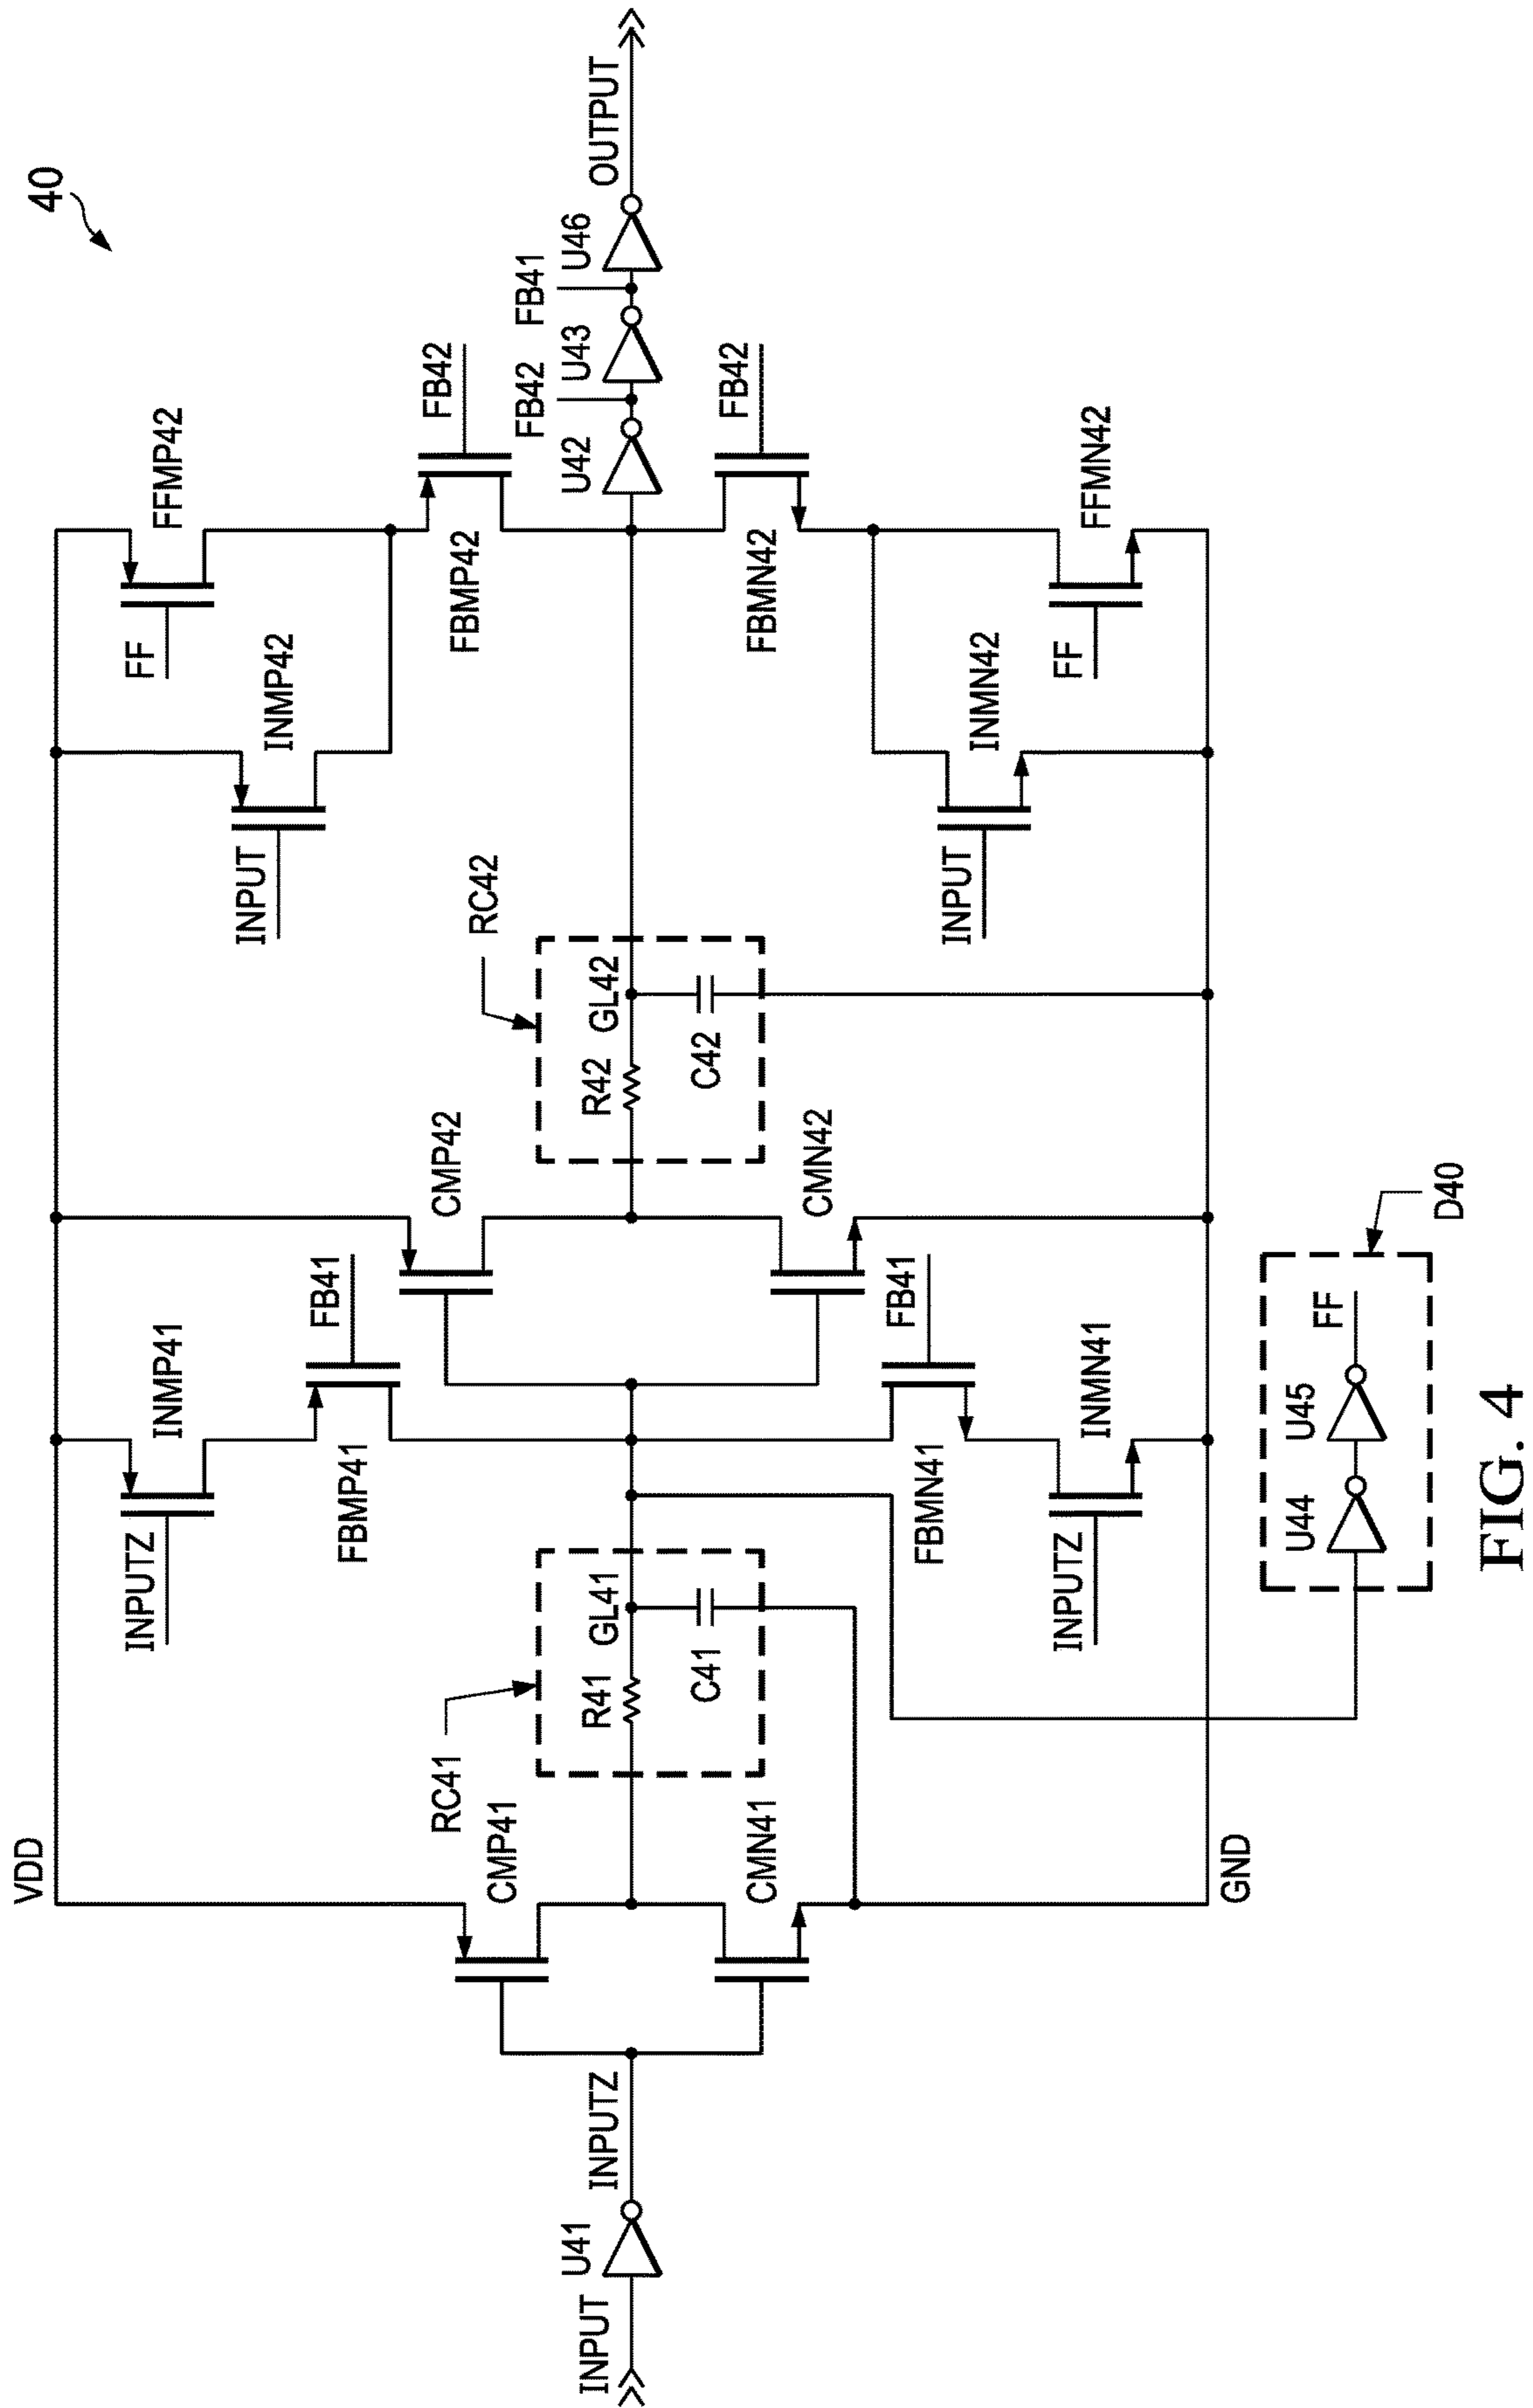 40
VDD
INPUT
U41
INPUTZ
CMP41
CMN41
GND
RC41
R41
GL41
C41
INPUTZ
INMP41
FBMP41
FB41
FBMN41
FB41
INPUTZ
INMN41
CMP42
CMN42
RC42
R42
GL42
C42
INPUT
INMP42
FF
FFMP42
FBMP42
FB42
FBMN42
FB42
INPUT
INMN42
FF
FFMN42
U42
FB42
U43
FB41
U46
OUTPUT
U44
U45
FF
D40
FIG. 4